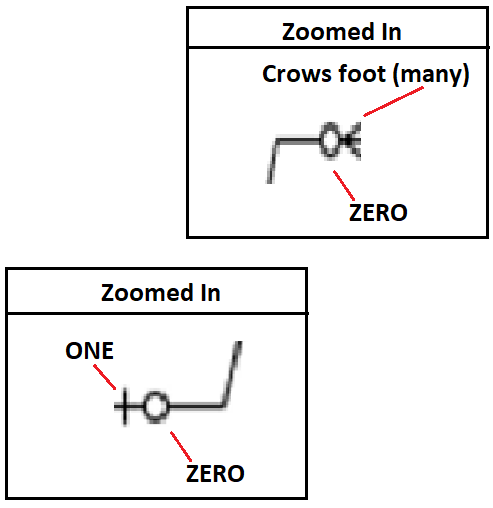 Zoomed In
Crows foot (many)
ZERO
Zoomed In
ONE
ZERO